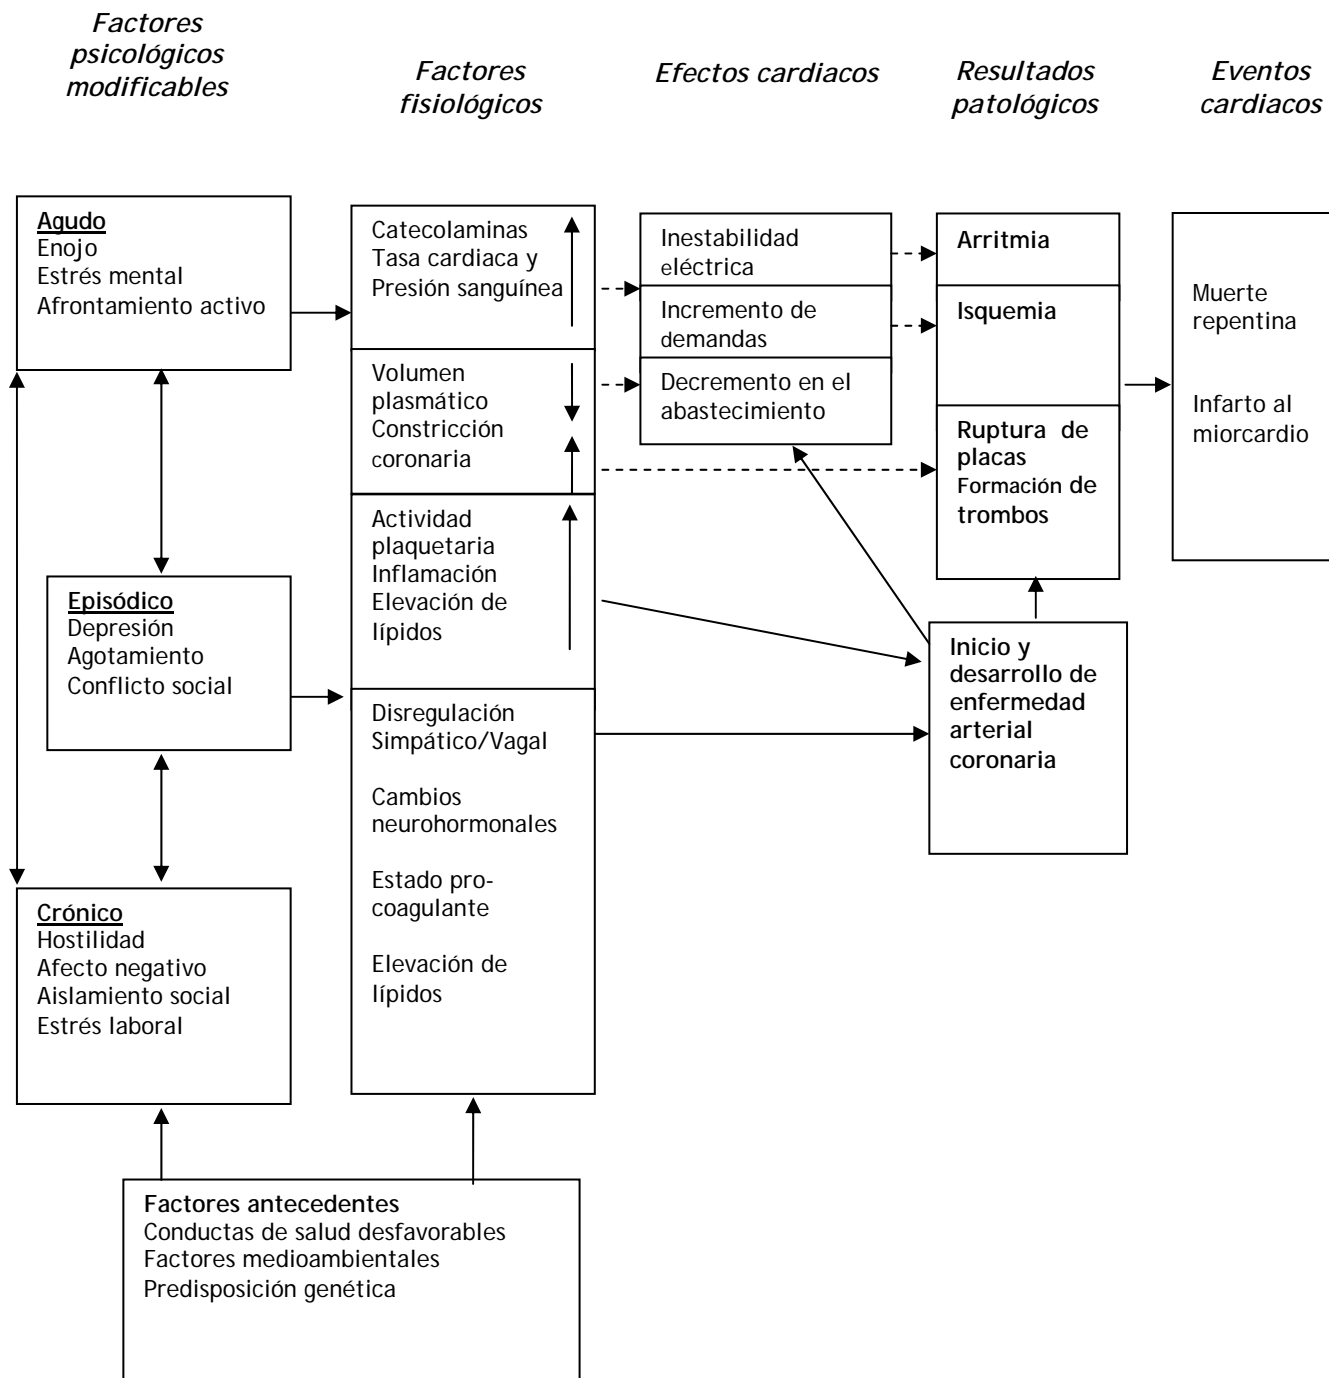 Factores
psicológicos
modificables
Factores
fisiológicos
Efectos cardiacos
Resultados
patológicos
Eventos
cardiacos
Agudo
Enojo
Estrés mental
Afrontamiento activo
Episódico
Depresión
Agotamiento
Conflicto social
Crónico
Hostilidad
Afecto negativo
Aislamiento social
Estrés laboral
Catecolaminas
Tasa cardiaca y
Presión sanguínea
Volumen
plasmático
Constricción
coronaria
Actividad
plaquetaria
Inflamación
Elevación de
lípidos
Disregulación
Simpático/Vagal
Cambios
neurohormonales
Estado pro-
coagulante
Elevación de
lípidos
Inestabilidad
eléctrica
Incremento de
demandas
Decremento en el
abastecimiento
Arritmia
Isquemia
Ruptura de
placas
Formación de
trombos
Inicio y
desarrollo de
enfermedad
arterial
coronaria
Muerte
repentina
Infarto al
miorcardio
Factores antecedentes
Conductas de salud desfavorables
Factores medioambientales
Predisposición genética